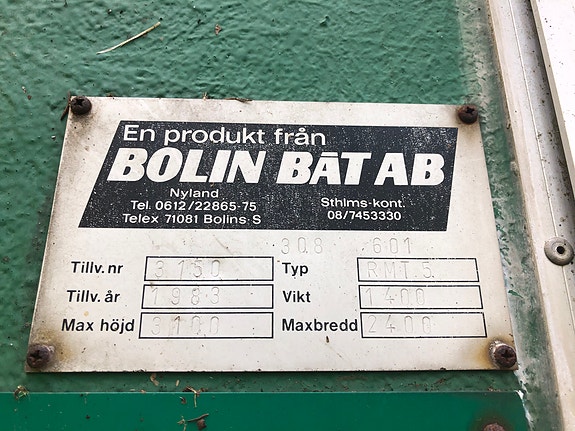 En produkt från
BOLIN BÅT AB
Nyland
Tel. 0612/22865-75
Telex 71081 Bolins-S
Sthlms-kont.
08/7453330
308 601
Tillv.nr 3150 Typ RMT.5
Tillv. år 1983 Vikt 1400
Max höjd 3100 Maxbredd 2400